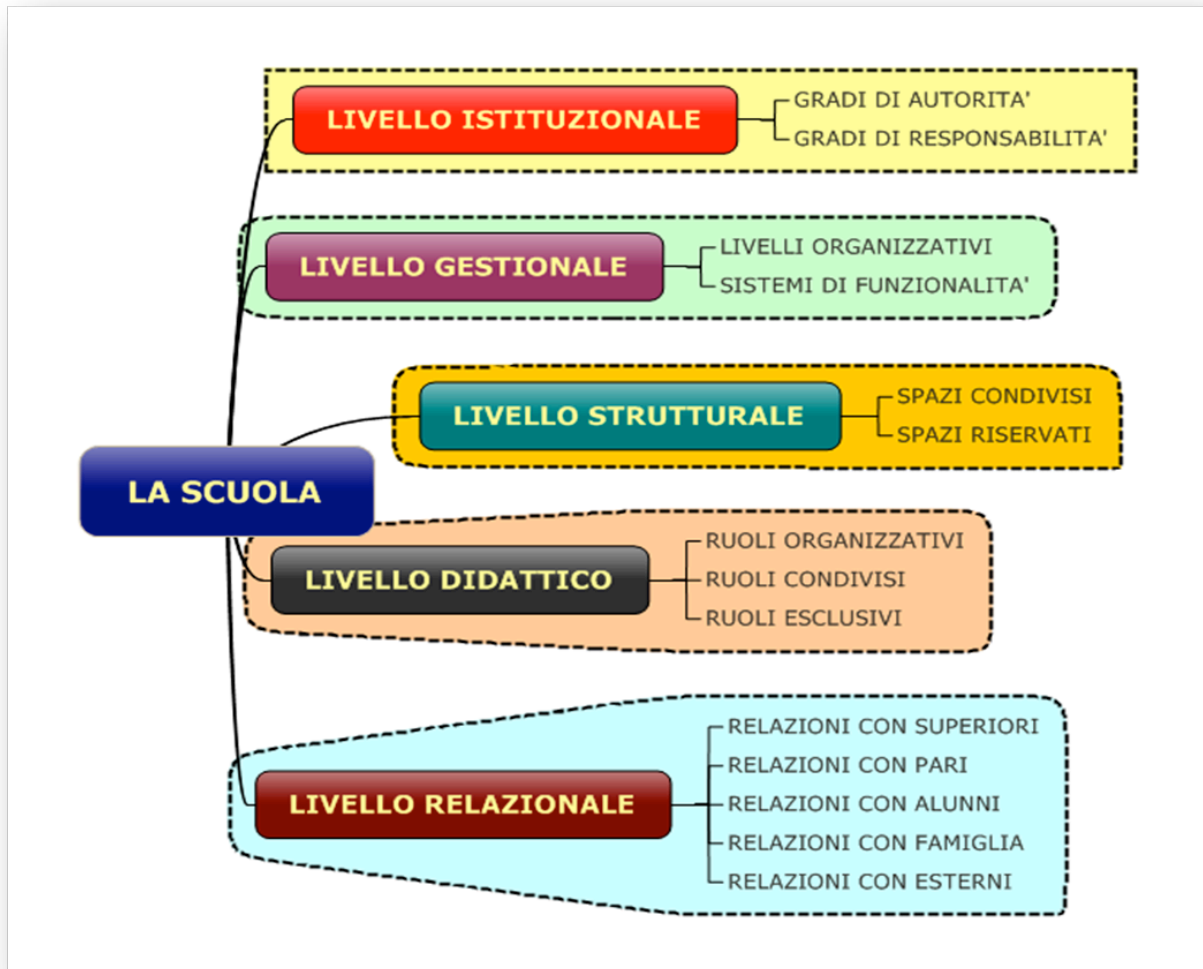 LIVELLO ISTITUZIONALE
GRADI DI AUTORITA'
GRADI DI RESPONSABILITA'
LIVELLO GESTIONALE
LIVELLI ORGANIZZATIVI
SISTEMI DI FUNZIONALITA'
LIVELLO STRUTTURALE
SPAZI CONDIVISI
SPAZI RISERVATI
LA SCUOLA
LIVELLO DIDATTICO
RUOLI ORGANIZZATIVI
RUOLI CONDIVISI
RUOLI ESCLUSIVI
LIVELLO RELAZIONALE
RELAZIONI CON SUPERIORI
RELAZIONI CON PARI
RELAZIONI CON ALUNNI
RELAZIONI CON FAMIGLIA
RELAZIONI CON ESTERNI